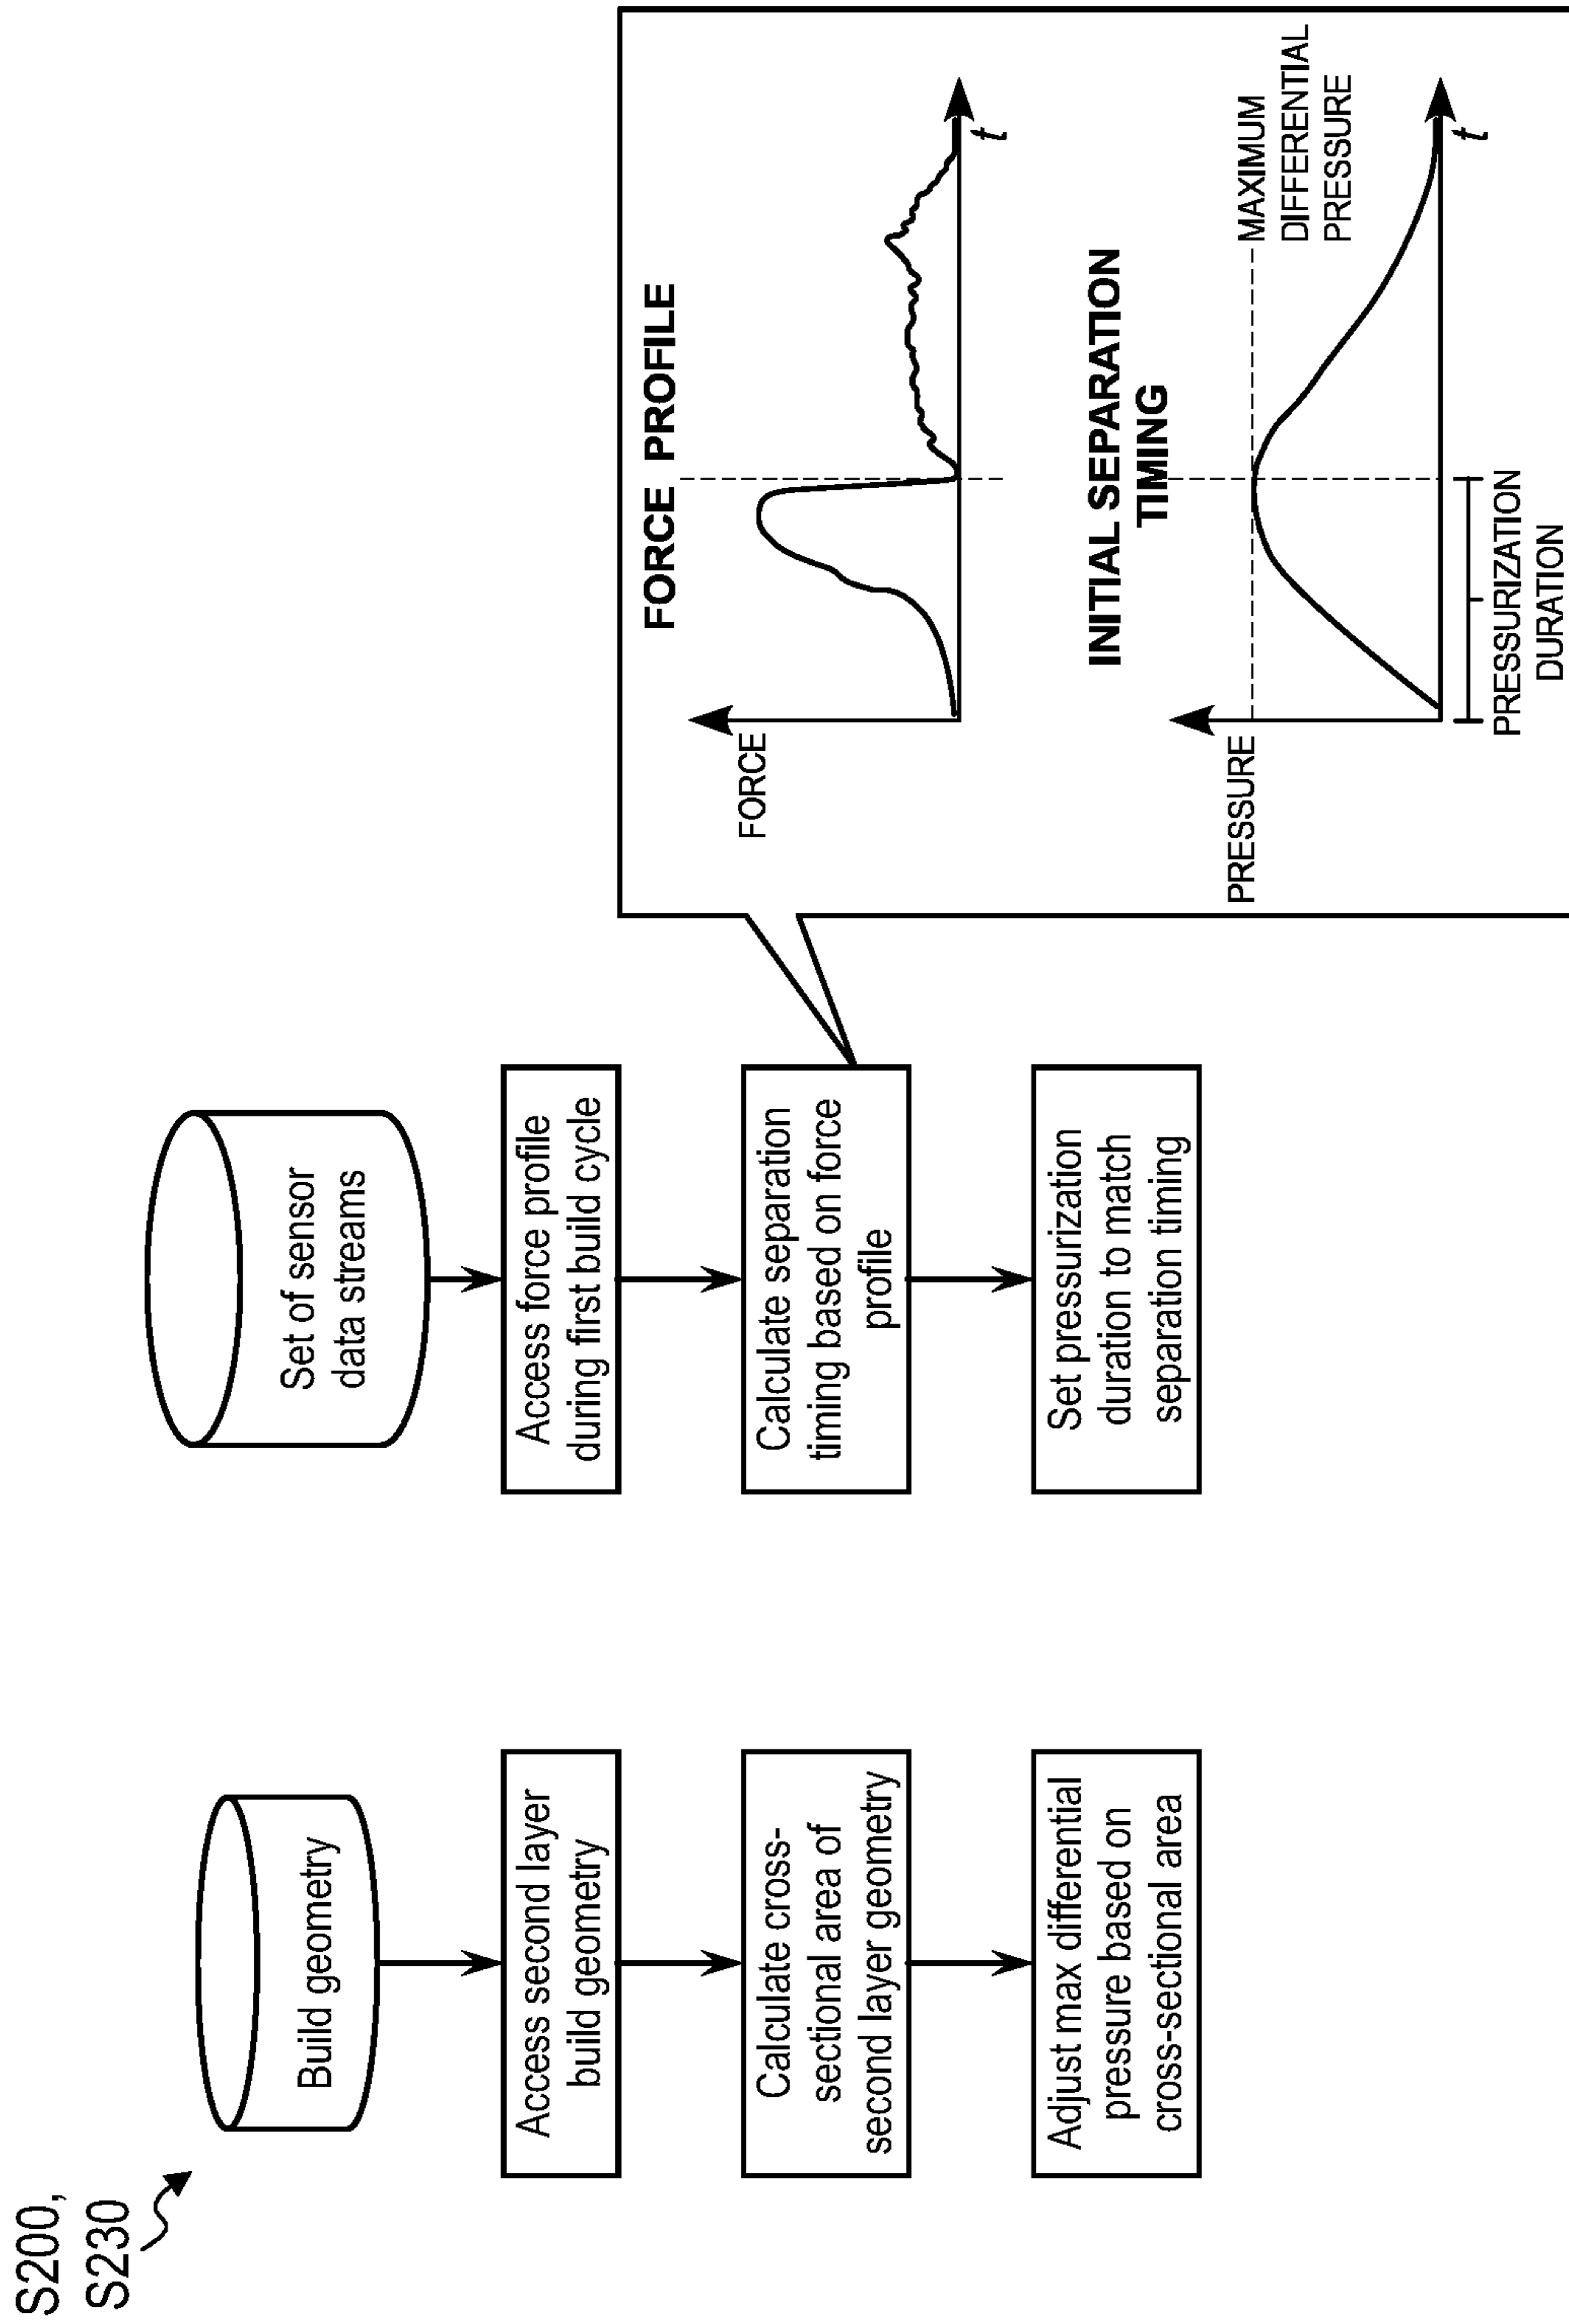 S200,
S230
Build geometry
Access second layer
build geometry
Calculate cross-
sectional area of
second layer geometry
Adjust max differential
pressure based on
cross-sectional area
Set of sensor
data streams
Access force profile
during first build cycle
Calculate separation
timing based on force
profile
Set pressurization
duration to match
separation timing
FORCE PROFILE
FORCE
t
INITIAL SEPARATION
TIMING
PRESSURE
MAXIMUM
DIFFERENTIAL
PRESSURE
t
PRESSURIZATION
DURATION